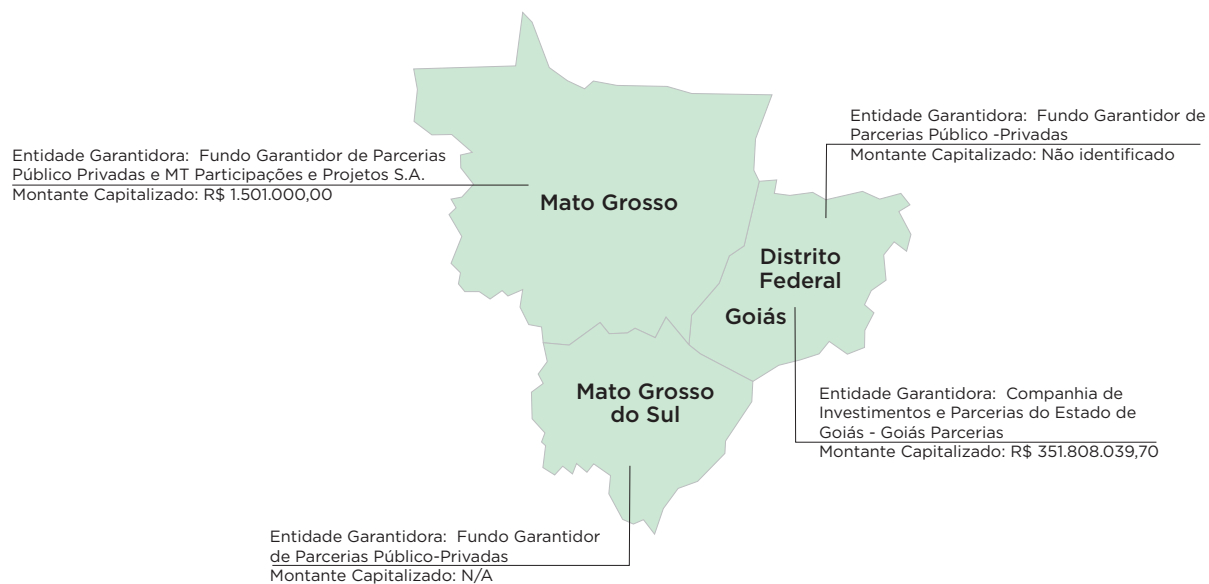 Entidade Garantidora: Fundo Garantidor de
Parcerias Público -Privadas
Montante Capitalizado: Não identificado
Entidade Garantidora: Fundo Garantidor de Parcerias
Público Privadas e MT Participações e Projetos S.A.
Montante Capitalizado: R$ 1.501.000,00
Mato Grosso
Distrito
Federal
Goiás
Mato Grosso
do Sul
Entidade Garantidora: Companhia de
Investimentos e Parcerias do Estado de
Goiás - Goiás Parcerias
Montante Capitalizado: R$ 351.808.039,70
Entidade Garantidora: Fundo Garantidor
de Parcerias Público-Privadas
Montante Capitalizado: N/A